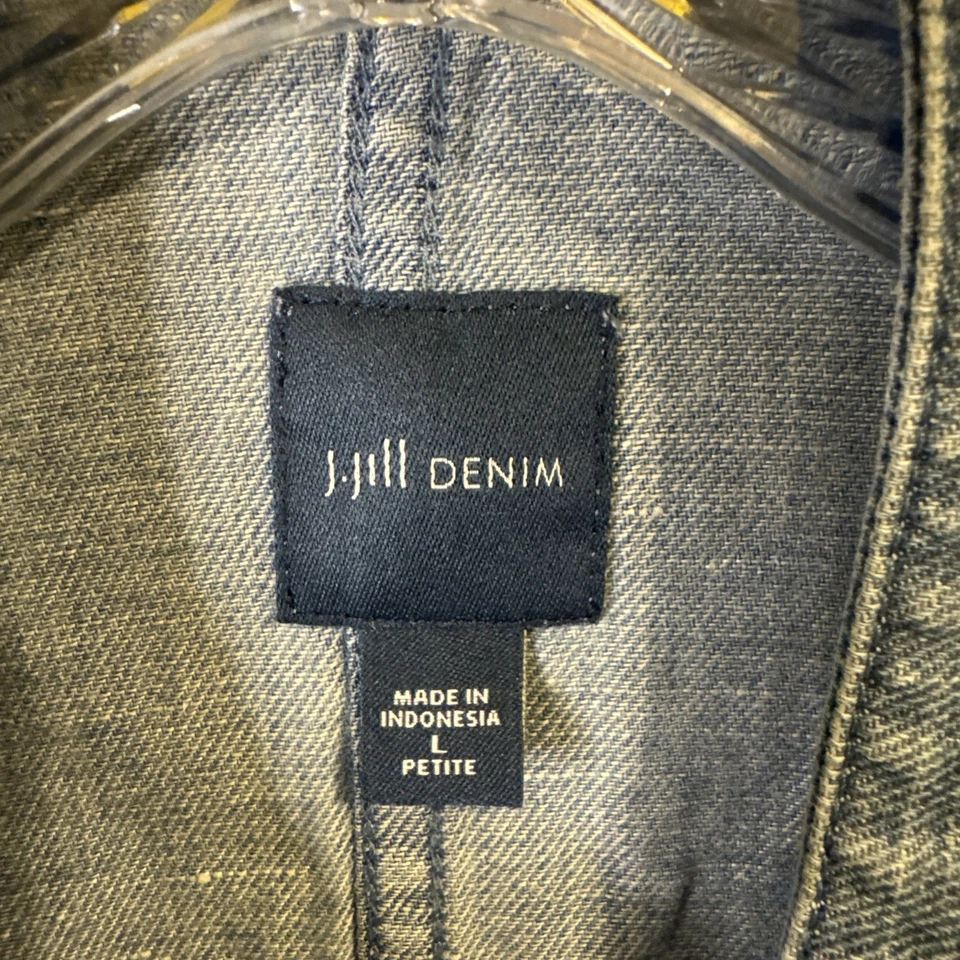 J.Jill DENIM
MADE IN
INDONESIA
L
PETITE